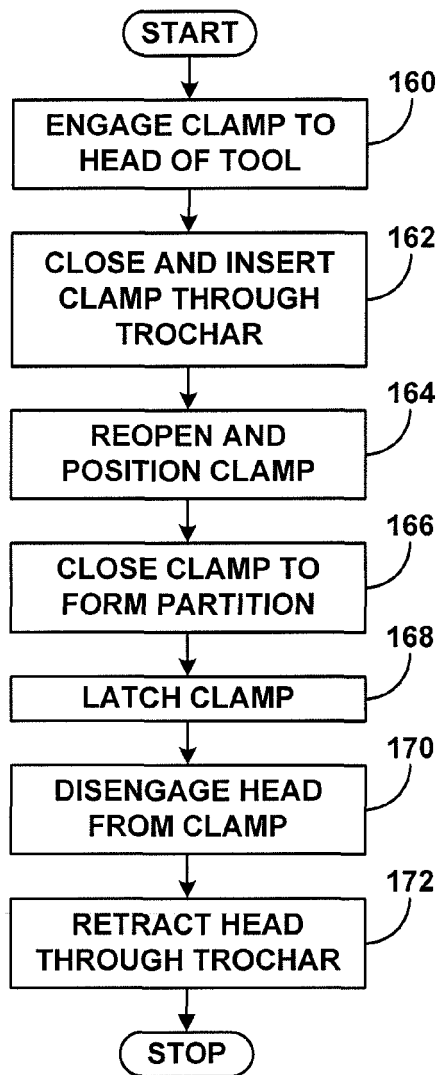 START
160
ENGAGE CLAMP TO
HEAD OF TOOL
162
CLOSE AND INSERT
CLAMP THROUGH
TROCHAR
164
REOPEN AND
POSITION CLAMP
166
CLOSE CLAMP TO
FORM PARTITION
168
LATCH CLAMP
170
DISENGAGE HEAD
FROM CLAMP
172
RETRACT HEAD
THROUGH TROCHAR
STOP